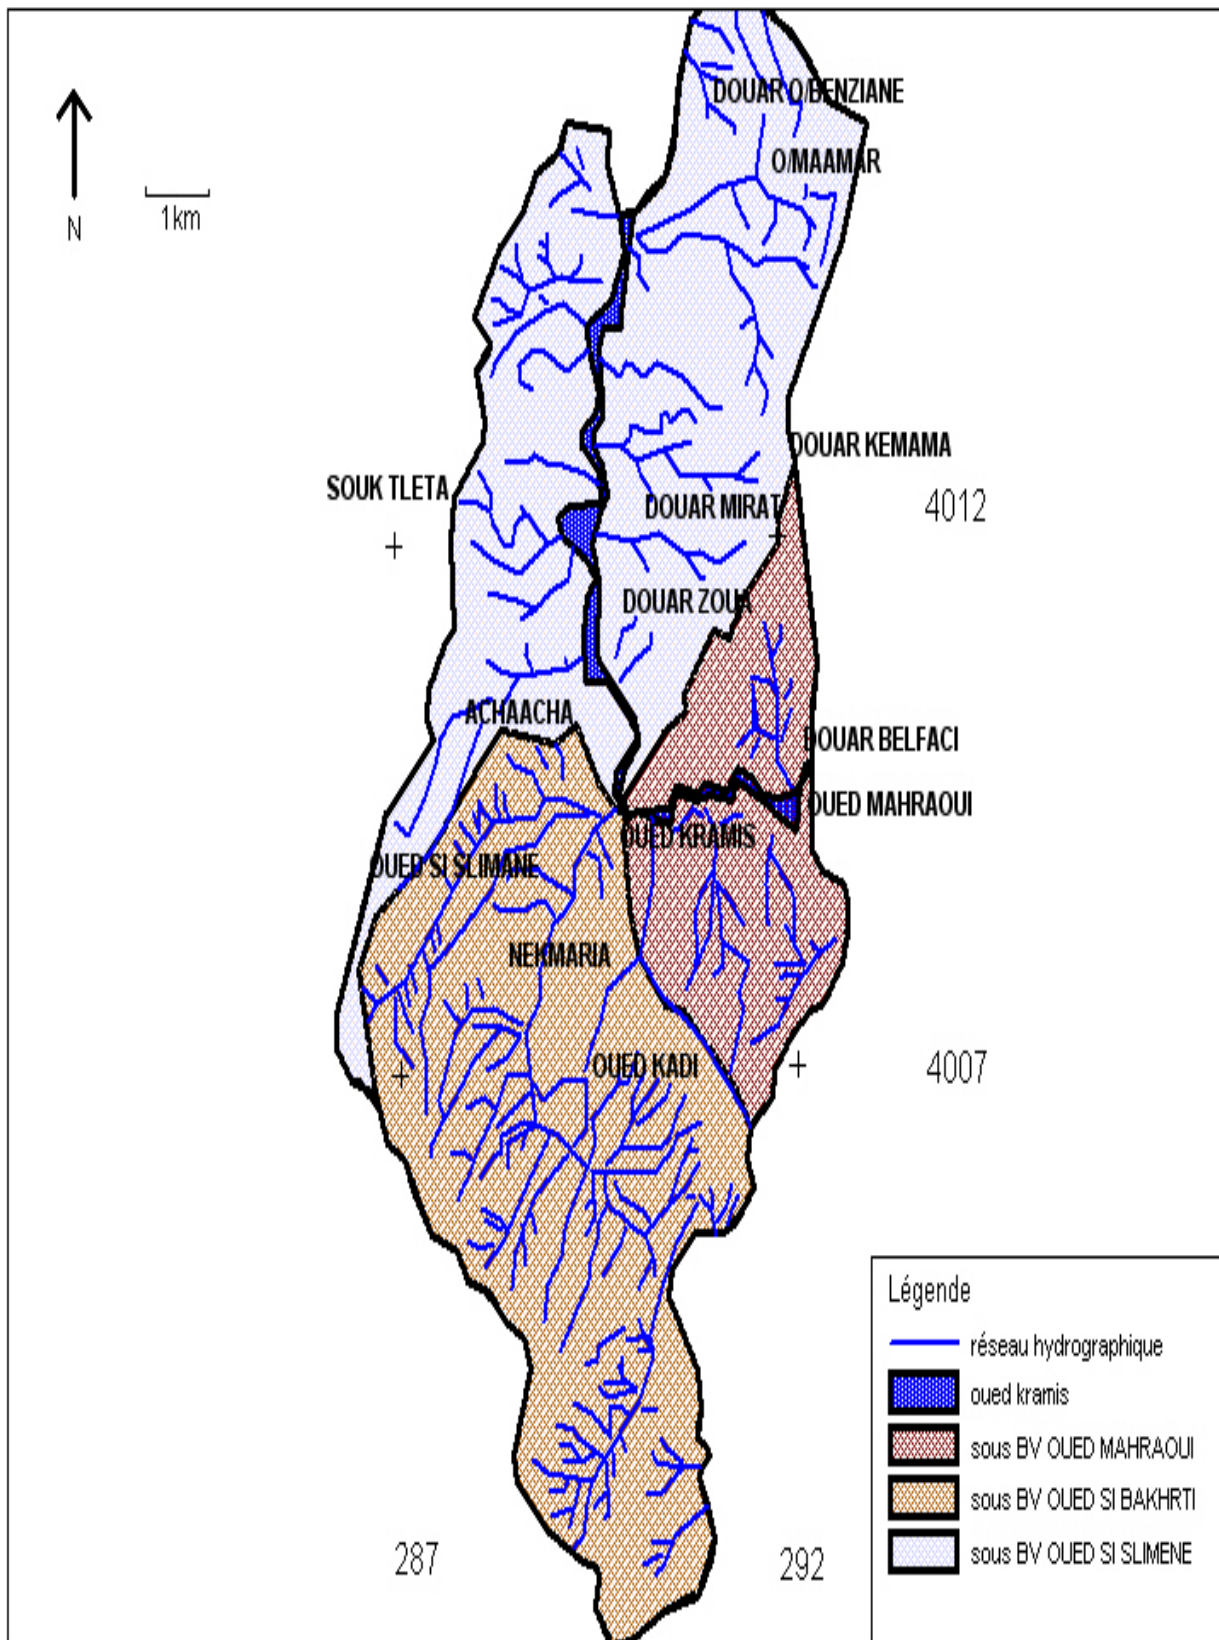 DOUAR O/BENZIANE
O/MAAMAR
N
1km
DOUAR KEMAMA
SOUK TLETA
DOUAR MIRAT
4012
DOUAR ZOUA
ACHAACHA
DOUAR BELFACI
OUED MAHRAOUI
OUED KRAMIS
OUED SI SLIMANE
NEKMARIA
OUED KADI
4007
Légende
réseau hydrographique
oued kramis
sous BV OUED MAHRAOUI
sous BV OUED SI BAKHRTI
sous BV OUED SI SLIMENE
287
292